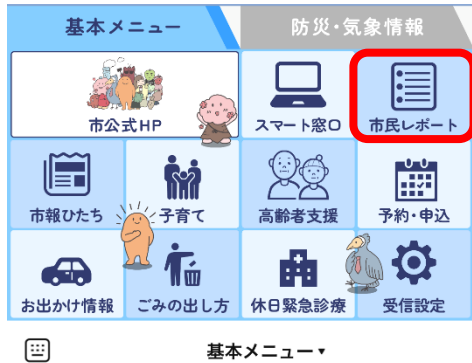 基本メニュー
防災・気象情報
市公式HP
スマート窓口
市民レポート
市報ひたち
子育て
高齢者支援
予約・申込
お出かけ情報
ごみの出し方
休日緊急診療
受信設定
基本メニュー▾